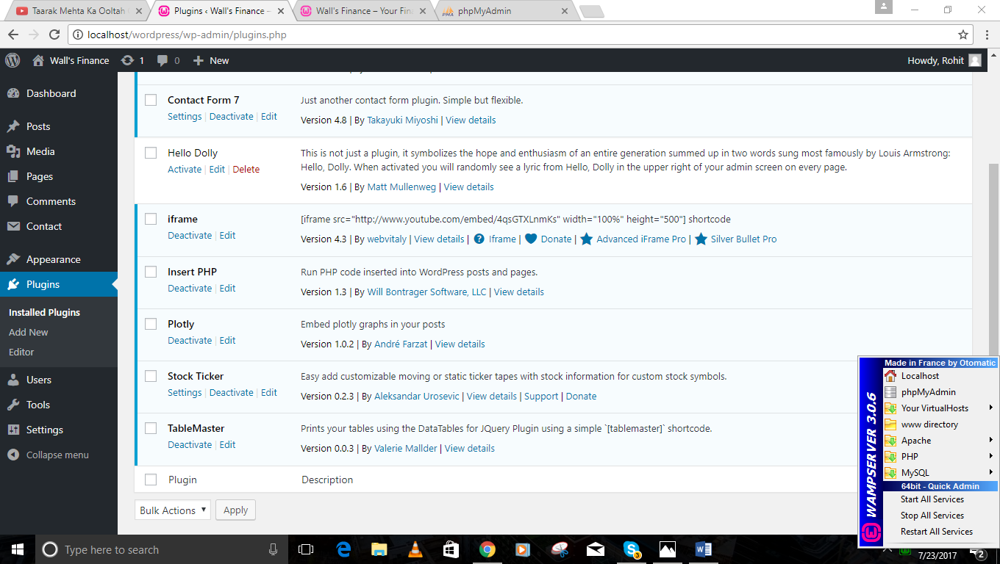 Taarak Mehta Ka Ooltah
Plugins ‹ Wall's Finance –
Wall's Finance – Your Fin
phpMyAdmin
localhost/wordpress/wp-admin/plugins.php
Wall's Finance 1 0 New
Howdy, Rohit
Dashboard
Posts
Media
Pages
Comments
Contact
Appearance
Plugins
Installed Plugins
Add New
Editor
Users
Tools
Settings
Collapse menu
Contact Form 7
Settings | Deactivate | Edit
Just another contact form plugin. Simple but flexible.
Version 4.8 | By Takayuki Miyoshi | View details
Hello Dolly
Activate | Edit | Delete
This is not just a plugin, it symbolizes the hope and enthusiasm of an entire generation summed up in two words sung most famously by Louis Armstrong:
Hello, Dolly. When activated you will randomly see a lyric from Hello, Dolly in the upper right of your admin screen on every page.
Version 1.6 | By Matt Mullenweg | View details
iframe
Deactivate | Edit
[iframe src="http://www.youtube.com/embed/4qsGTXLnmKs" width="100%" height="500"] shortcode
Version 4.3 | By webvitaly | View details | Iframe | Donate | Advanced iFrame Pro | Silver Bullet Pro
Insert PHP
Deactivate | Edit
Run PHP code inserted into WordPress posts and pages.
Version 1.3 | By Will Bontrager Software, LLC | View details
Plotly
Deactivate | Edit
Embed plotly graphs in your posts
Version 1.0.2 | By André Farzat | View details
Stock Ticker
Settings | Deactivate | Edit
Easy add customizable moving or static ticker tapes with stock information for custom stock symbols.
Version 0.2.3 | By Aleksandar Urosevic | View details | Support | Donate
TableMaster
Deactivate | Edit
Prints your tables using the DataTables for JQuery Plugin using a simple `[tablemaster]` shortcode.
Version 0.0.3 | By Valerie Mallder | View details
Plugin
Description
Bulk Actions
Apply
WAMPSERVER 3.0.6
Made in France by Otomatic
Localhost
phpMyAdmin
Your VirtualHosts
www directory
Apache
PHP
MySQL
64bit - Quick Admin
Start All Services
Stop All Services
Restart All Services
Type here to search
PMA
3
7/23/2017
2